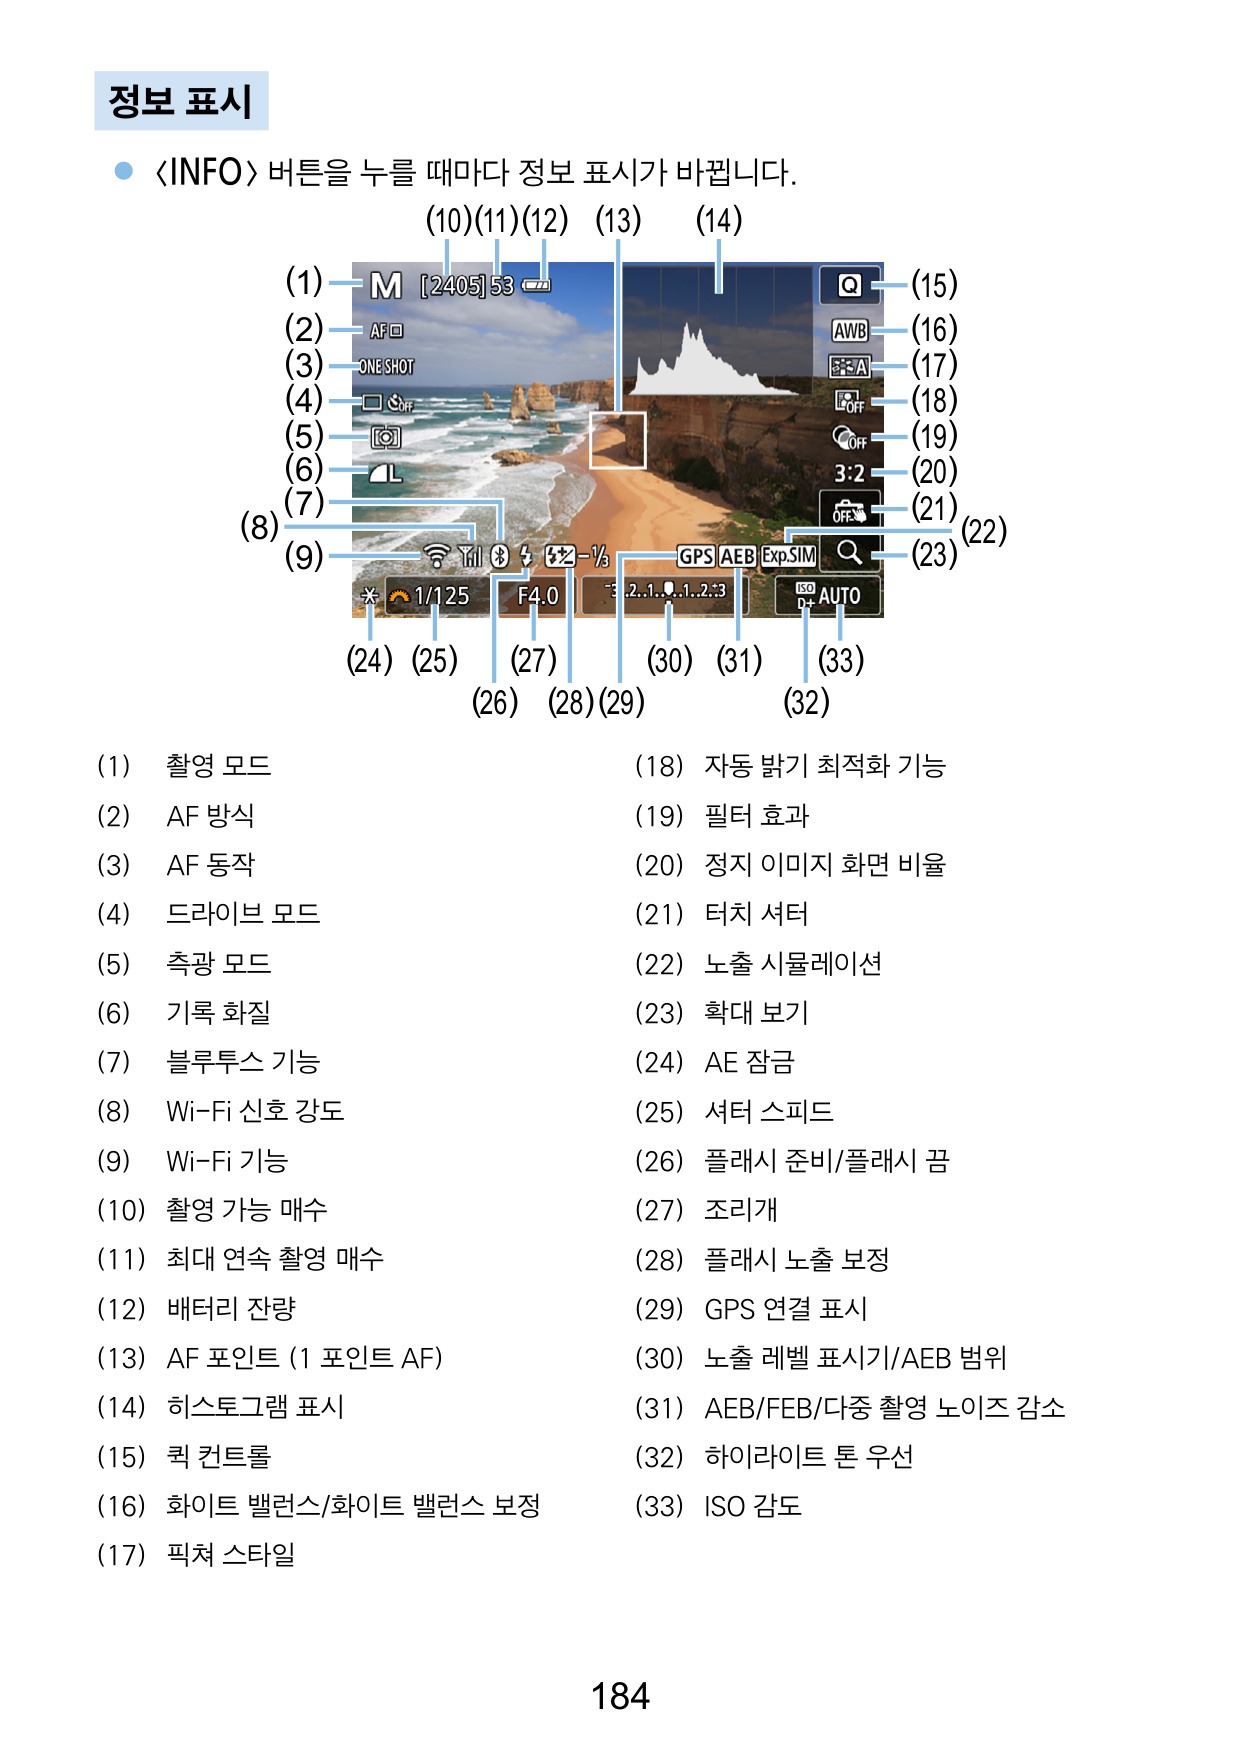 정보 표시
● <INFO> 버튼을 누를 때마다 정보 표시가 바뀝니다.
(10) (11) (12) (13) (14)
(1) M [2405] 53 Q (15)
(2) AF AWB (16)
(3) ONE SHOT A (17)
(4) OFF OFF (18)
(5) OFF (19)
(6) L 3:2 (20)
(7) OFF (21)
(8) (22)
(9) -⅓ GPS AEB Exp.SIM (23)
1/125 F4.0 -3..2..1..0..1..2..+3 ISO D+ AUTO
(24) (25) (27) (30) (31) (33)
(26) (28) (29) (32)
(1) 촬영 모드
(2) AF 방식
(3) AF 동작
(4) 드라이브 모드
(5) 측광 모드
(6) 기록 화질
(7) 블루투스 기능
(8) Wi-Fi 신호 강도
(9) Wi-Fi 기능
(10) 촬영 가능 매수
(11) 최대 연속 촬영 매수
(12) 배터리 잔량
(13) AF 포인트 (1 포인트 AF)
(14) 히스토그램 표시
(15) 퀵 컨트롤
(16) 화이트 밸런스/화이트 밸런스 보정
(17) 픽쳐 스타일
(18) 자동 밝기 최적화 기능
(19) 필터 효과
(20) 정지 이미지 화면 비율
(21) 터치 셔터
(22) 노출 시뮬레이션
(23) 확대 보기
(24) AE 잠금
(25) 셔터 스피드
(26) 플래시 준비/플래시 끔
(27) 조리개
(28) 플래시 노출 보정
(29) GPS 연결 표시
(30) 노출 레벨 표시기/AEB 범위
(31) AEB/FEB/다중 촬영 노이즈 감소
(32) 하이라이트 톤 우선
(33) ISO 감도
184